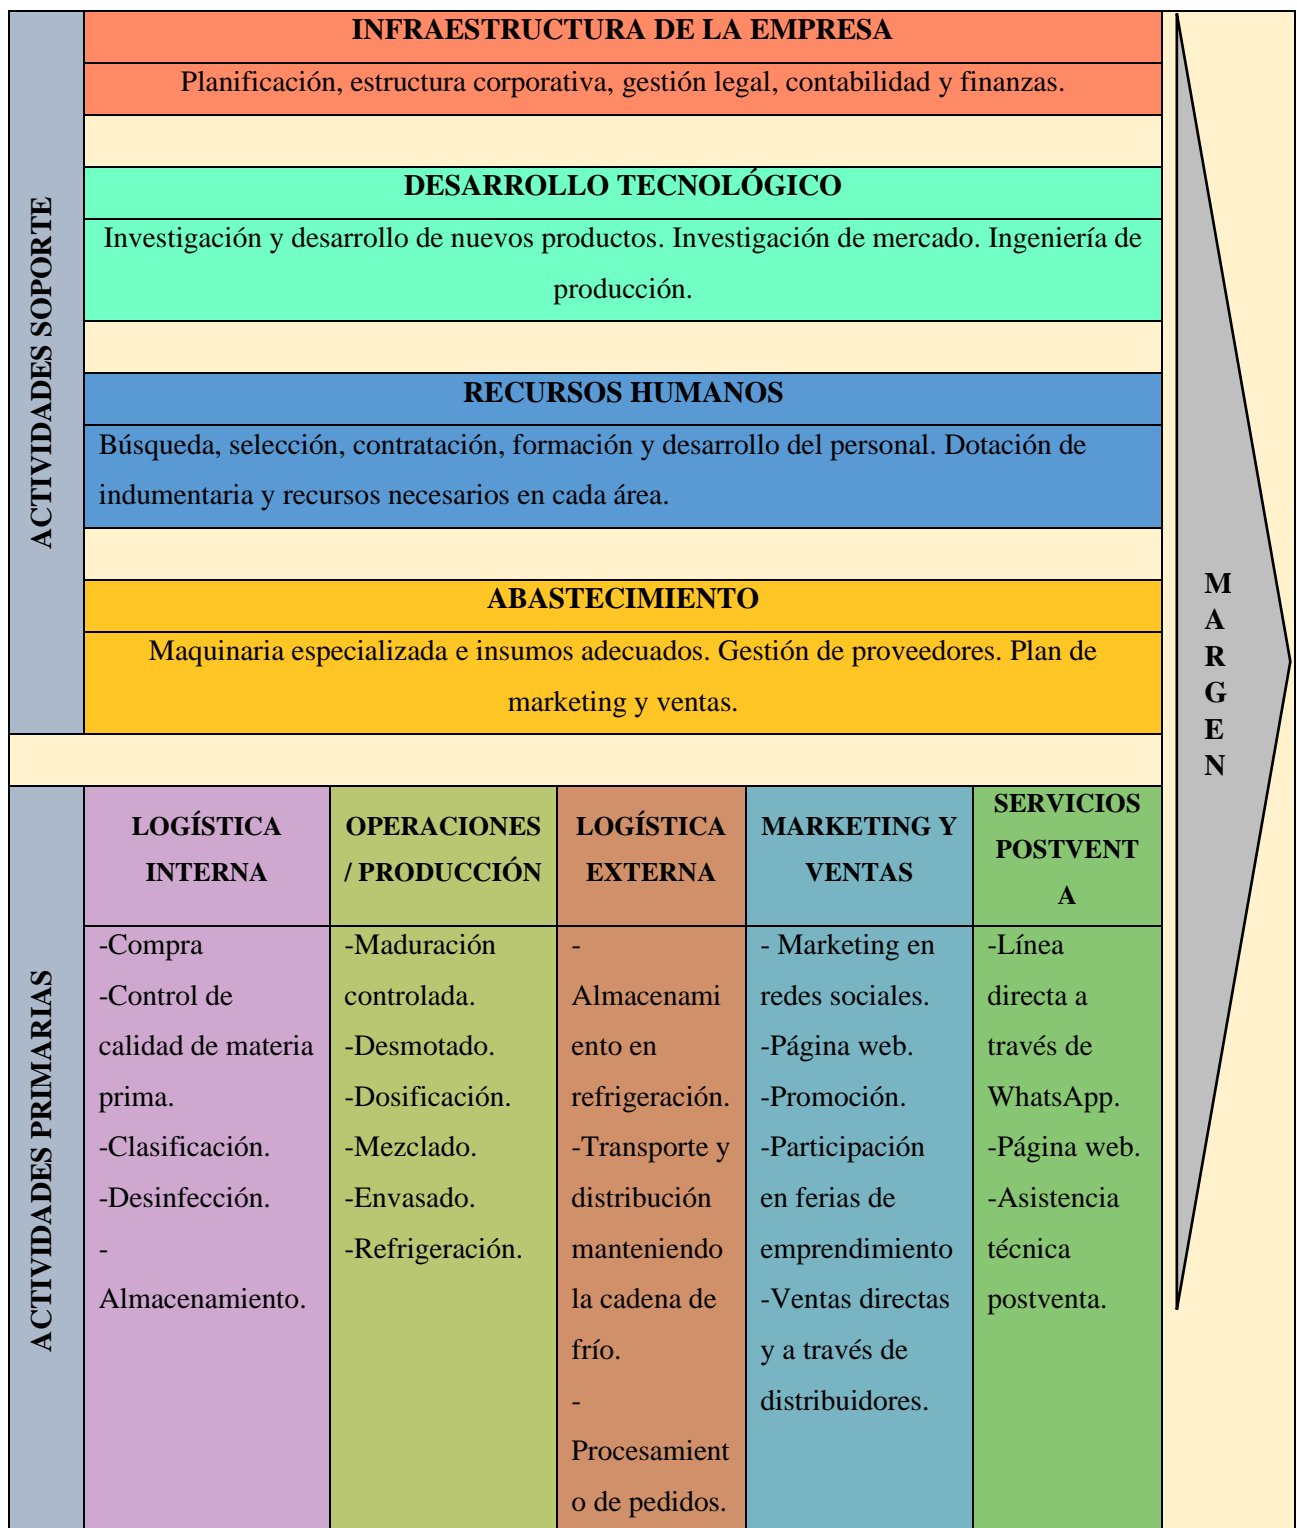 ACTIVIDADES SOPORTE
INFRAESTRUCTURA DE LA EMPRESA
Planificación, estructura corporativa, gestión legal, contabilidad y finanzas.
DESARROLLO TECNOLÓGICO
Investigación y desarrollo de nuevos productos. Investigación de mercado. Ingeniería de
producción.
RECURSOS HUMANOS
Búsqueda, selección, contratación, formación y desarrollo del personal. Dotación de
indumentaria y recursos necesarios en cada área.
ABASTECIMIENTO
Maquinaria especializada e insumos adecuados. Gestión de proveedores. Plan de
marketing y ventas.
M
A
R
G
E
N
ACTIVIDADES PRIMARIAS
LOGÍSTICA
INTERNA
-Compra
-Control de
calidad de materia
prima.
-Clasificación.
-Desinfección.
-
Almacenamiento.
OPERACIONES
/ PRODUCCIÓN
-Maduración
controlada.
-Desmotado.
-Dosificación.
-Mezclado.
-Envasado.
-Refrigeración.
LOGÍSTICA
EXTERNA
-
Almacenami
ento en
refrigeración.
-Transporte y
distribución
manteniendo
la cadena de
frío.
-
Procesamient
o de pedidos.
MARKETING Y
VENTAS
- Marketing en
redes sociales.
-Página web.
-Promoción.
-Participación
en ferias de
emprendimiento
-Ventas directas
y a través de
distribuidores.
SERVICIOS
POSTVENT
A
-Línea
directa a
través de
WhatsApp.
-Página web.
-Asistencia
técnica
postventa.